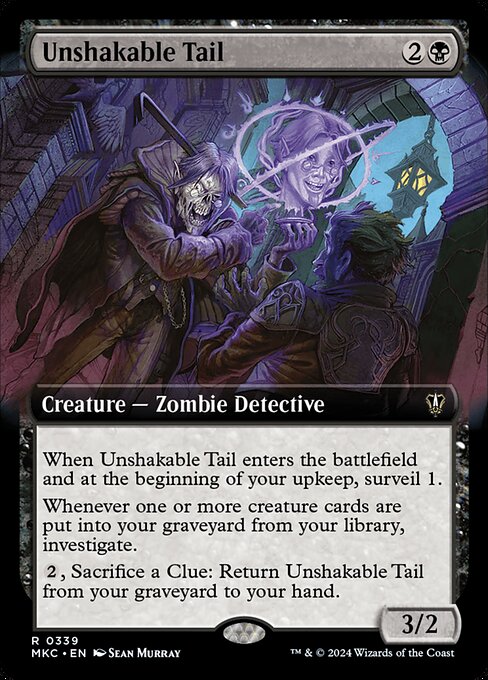 Unshakable Tail 2
Creature — Zombie Detective
When Unshakable Tail enters the battlefield
and at the beginning of your upkeep, surveil 1.
Whenever one or more creature cards are
put into your graveyard from your library,
investigate.
2, Sacrifice a Clue: Return Unshakable Tail
from your graveyard to your hand.
3/2
R 0339
MKC • EN SEAN MURRAY
™ & © 2024 Wizards of the Coast